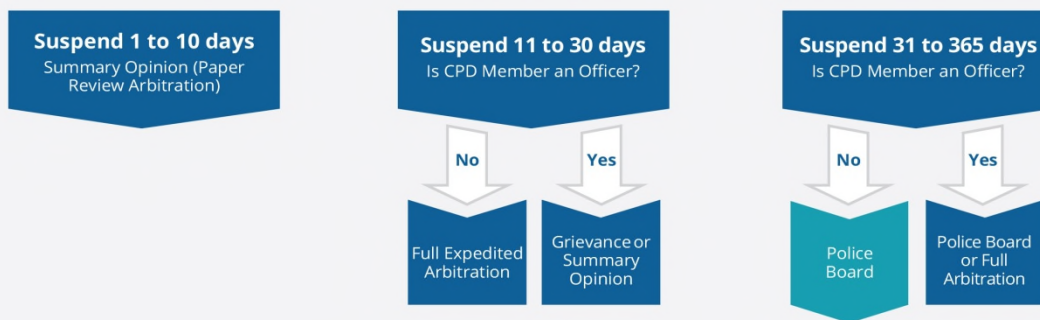 Suspend 1 to 10 days
Summary Opinion (Paper
Review Arbitration)
Suspend 11 to 30 days
Is CPD Member an Officer?
No
Yes
Full Expedited
Arbitration
Grievance or
Summary
Opinion
Suspend 31 to 365 days
Is CPD Member an Officer?
No
Yes
Police
Board
Police Board
or Full
Arbitration